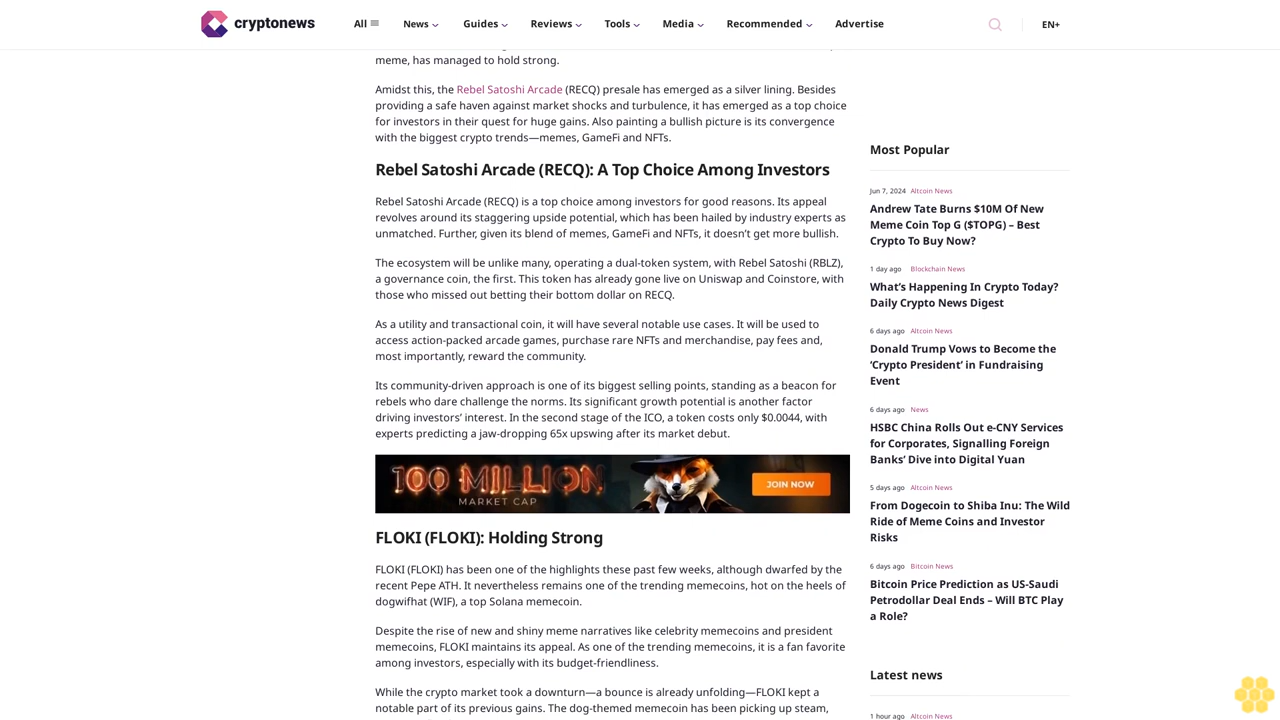 cryptonews
All
News
Guides
Reviews
Tools
Media
Recommended
Advertise
EN+
meme, has managed to hold strong.
Amidst this, the Rebel Satoshi Arcade (RECQ) presale has emerged as a silver lining. Besides
providing a safe haven against market shocks and turbulence, it has emerged as a top choice
for investors in their quest for huge gains. Also painting a bullish picture is its convergence
with the biggest crypto trends—memes, GameFi and NFTs.
Rebel Satoshi Arcade (RECQ): A Top Choice Among Investors
Rebel Satoshi Arcade (RECQ) is a top choice among investors for good reasons. Its appeal
revolves around its staggering upside potential, which has been hailed by industry experts as
unmatched. Further, given its blend of memes, GameFi and NFTs, it doesn’t get more bullish.
The ecosystem will be unlike many, operating a dual-token system, with Rebel Satoshi (RBLZ),
a governance coin, the first. This token has already gone live on Uniswap and Coinstore, with
those who missed out betting their bottom dollar on RECQ.
As a utility and transactional coin, it will have several notable use cases. It will be used to
access action-packed arcade games, purchase rare NFTs and merchandise, pay fees and,
most importantly, reward the community.
Its community-driven approach is one of its biggest selling points, standing as a beacon for
rebels who dare challenge the norms. Its significant growth potential is another factor
driving investors’ interest. In the second stage of the ICO, a token costs only $0.0044, with
experts predicting a jaw-dropping 65x upswing after its market debut.
100 MILLION
MARKET CAP
JOIN NOW
FLOKI (FLOKI): Holding Strong
FLOKI (FLOKI) has been one of the highlights these past few weeks, although dwarfed by the
recent Pepe ATH. It nevertheless remains one of the trending memecoins, hot on the heels of
dogwifhat (WIF), a top Solana memecoin.
Despite the rise of new and shiny meme narratives like celebrity memecoins and president
memecoins, FLOKI maintains its appeal. As one of the trending memecoins, it is a fan favorite
among investors, especially with its budget-friendliness.
While the crypto market took a downturn—a bounce is already unfolding—FLOKI kept a
notable part of its previous gains. The dog-themed memecoin has been picking up steam,
Most Popular
Jun 7, 2024 Altcoin News
Andrew Tate Burns $10M Of New
Meme Coin Top G ($TOPG) – Best
Crypto To Buy Now?
1 day ago Blockchain News
What’s Happening In Crypto Today?
Daily Crypto News Digest
6 days ago Altcoin News
Donald Trump Vows to Become the
‘Crypto President’ in Fundraising
Event
6 days ago News
HSBC China Rolls Out e-CNY Services
for Corporates, Signalling Foreign
Banks’ Dive into Digital Yuan
5 days ago Altcoin News
From Dogecoin to Shiba Inu: The Wild
Ride of Meme Coins and Investor
Risks
6 days ago Bitcoin News
Bitcoin Price Prediction as US-Saudi
Petrodollar Deal Ends – Will BTC Play
a Role?
Latest news
1 hour ago Altcoin News